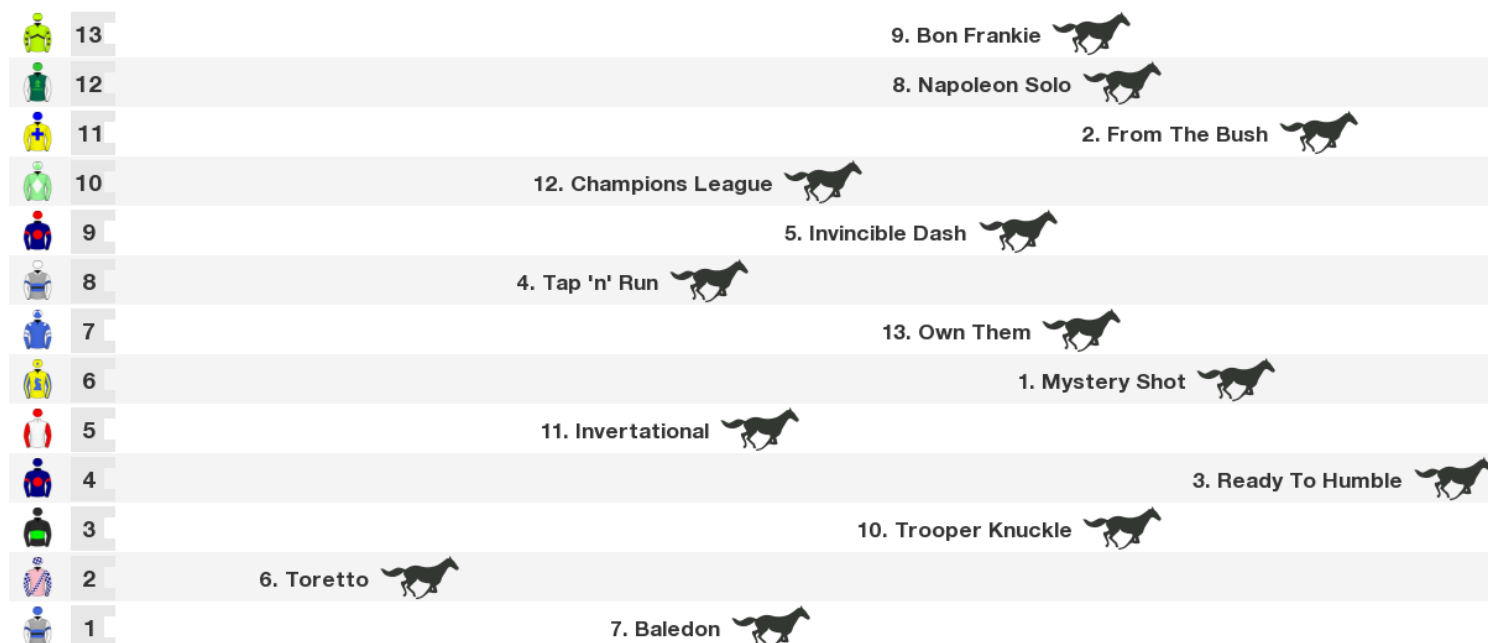 13 9. Bon Frankie
12 8. Napoleon Solo
11 2. From The Bush
10 12. Champions League
9 5. Invincible Dash
8 4. Tap 'n' Run
7 13. Own Them
6 1. Mystery Shot
5 11. Invertational
4 3. Ready To Humble
3 10. Trooper Knuckle
2 6. Toretto
1 7. Baledon